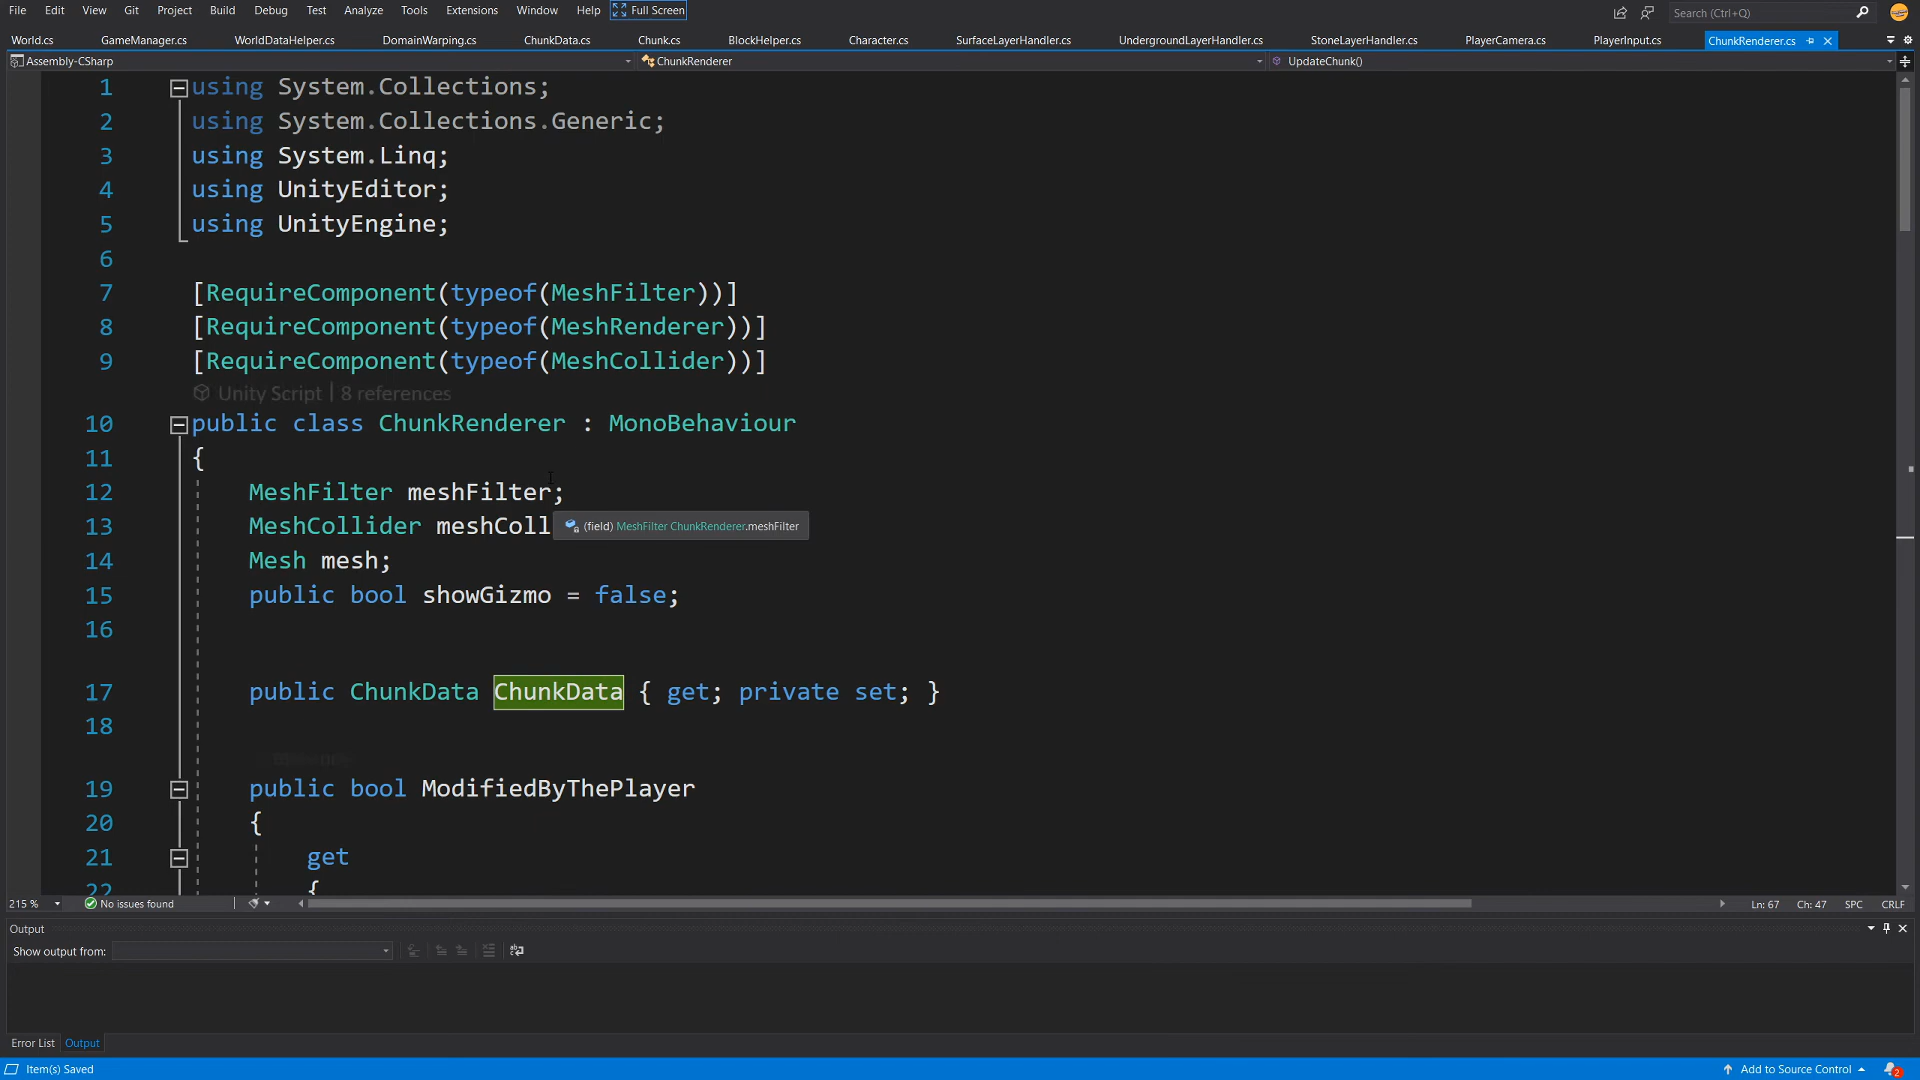 File Edit View Git Project Build Debug Test Analyze Tools Extensions Window Help Full Screen Search (Ctrl+Q)
World.cs GameManager.cs WorldDataHelper.cs DomainWarping.cs ChunkData.cs Chunk.cs BlockHelper.cs Character.cs SurfaceLayerHandler.cs UndergroundLayerHandler.cs StoneLayerHandler.cs PlayerCamera.cs PlayerInput.cs ChunkRenderer.cs
Assembly-CSharp ChunkRenderer UpdateChunk()
1 using System.Collections;
2 using System.Collections.Generic;
3 using System.Linq;
4 using UnityEditor;
5 using UnityEngine;
6
7 [RequireComponent(typeof(MeshFilter))]
8 [RequireComponent(typeof(MeshRenderer))]
9 [RequireComponent(typeof(MeshCollider))]
Unity Script | 8 references
10 public class ChunkRenderer : MonoBehaviour
11 {
12 MeshFilter meshFilter;
13 MeshCollider meshColl (field) MeshFilter ChunkRenderer.meshFilter
14 Mesh mesh;
15 public bool showGizmo = false;
16
17 public ChunkData ChunkData { get; private set; }
18
19 public bool ModifiedByThePlayer
20 {
21 get
22 {
215 % No issues found Ln: 67 Ch: 47 SPC CRLF
Output
Show output from:
Error List Output
Item(s) Saved Add to Source Control 2